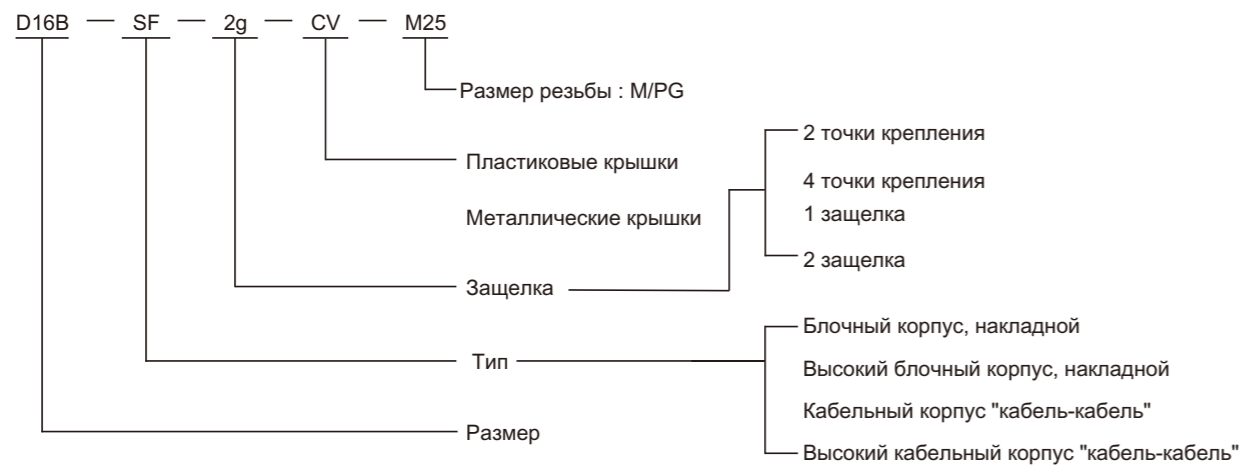 D16B — SF — 2g — CV — M25
Размер резьбы : M/PG
2 точки крепления
Пластиковые крышки
4 точки крепления
Металлические крышки
1 защелка
2 защелка
Защелка
Блочный корпус, накладной
Тип
Высокий блочный корпус, накладной
Кабельный корпус "кабель-кабель"
Размер
Высокий кабельный корпус "кабель-кабель"